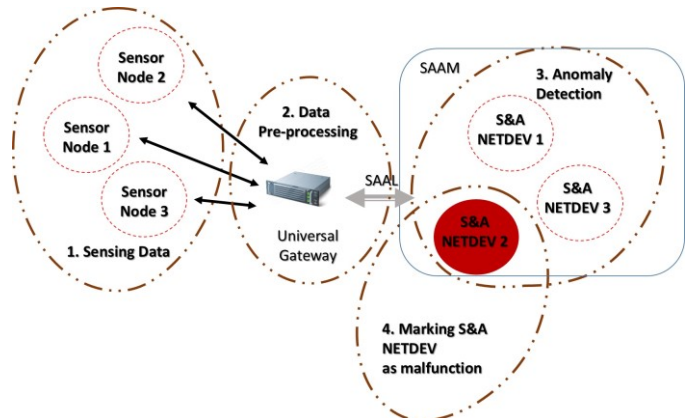 Sensor
Node 2
Sensor
Node 1
Sensor
Node 3
1. Sensing Data
2. Data
Pre-processing
Universal
Gateway
SAAL
SAAM
3. Anomaly
Detection
S&A
NETDEV 1
S&A
NETDEV 3
S&A
NETDEV 2
4. Marking S&A
NETDEV
as malfunction